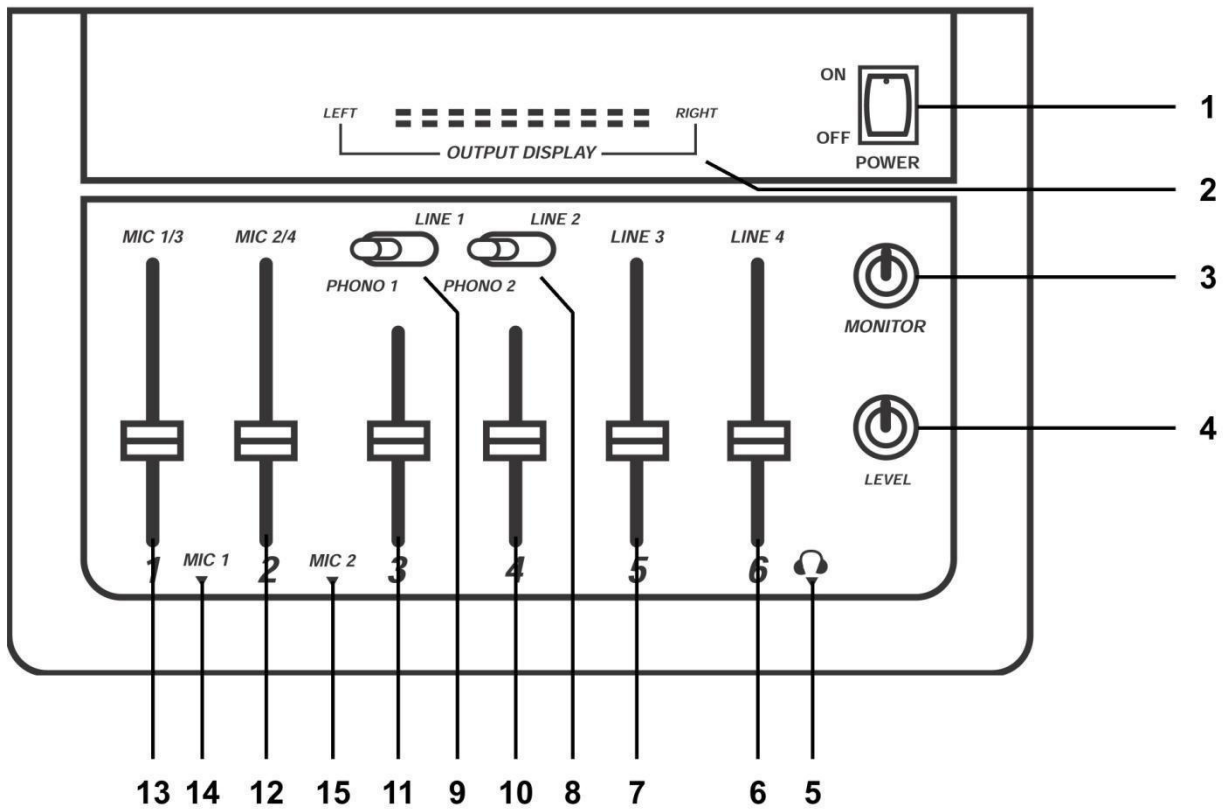 ON
1
LEFT RIGHT
OFF
OUTPUT DISPLAY
POWER
2
LINE 1 LINE 2
MIC 1/3 MIC 2/4 LINE 3 LINE 4
3
PHONO 1 PHONO 2
MONITOR
4
LEVEL
MIC 1 MIC 2
1 2 3 4 5 6
13 14 12 15 11 9 10 8 7 6 5